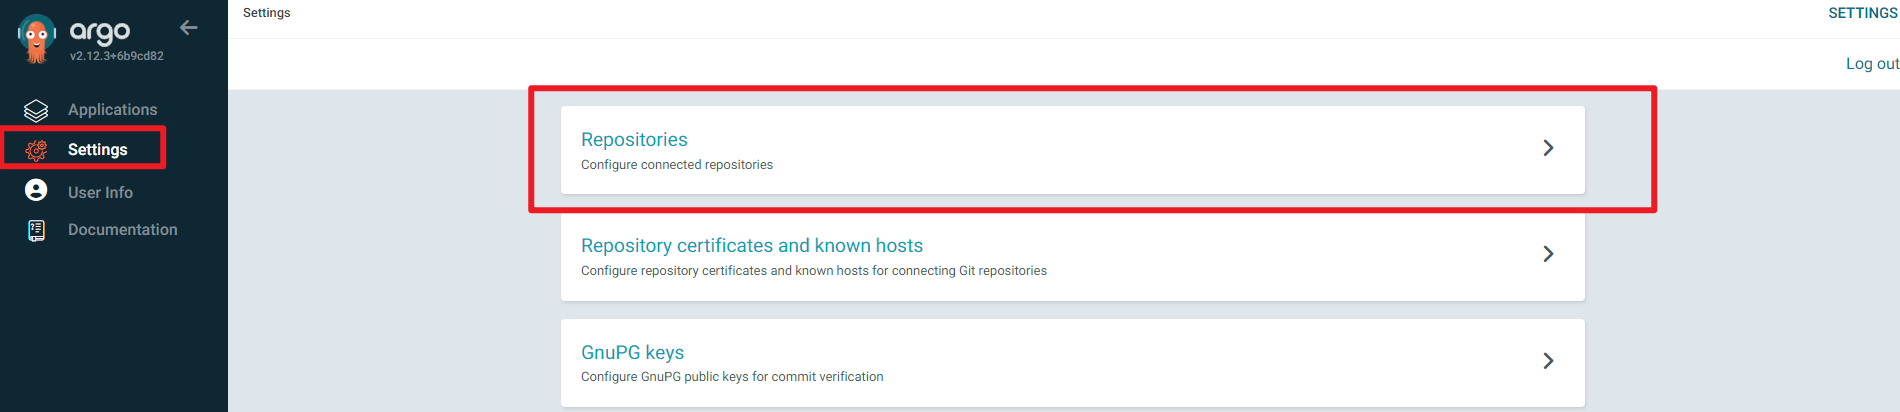 argo
v2.12.3+6b9cd82
Applications
Settings
User Info
Documentation
Settings
SETTINGS
Log out
Repositories
Configure connected repositories
Repository certificates and known hosts
Configure repository certificates and known hosts for connecting Git repositories
GnuPG keys
Configure GnuPG public keys for commit verification